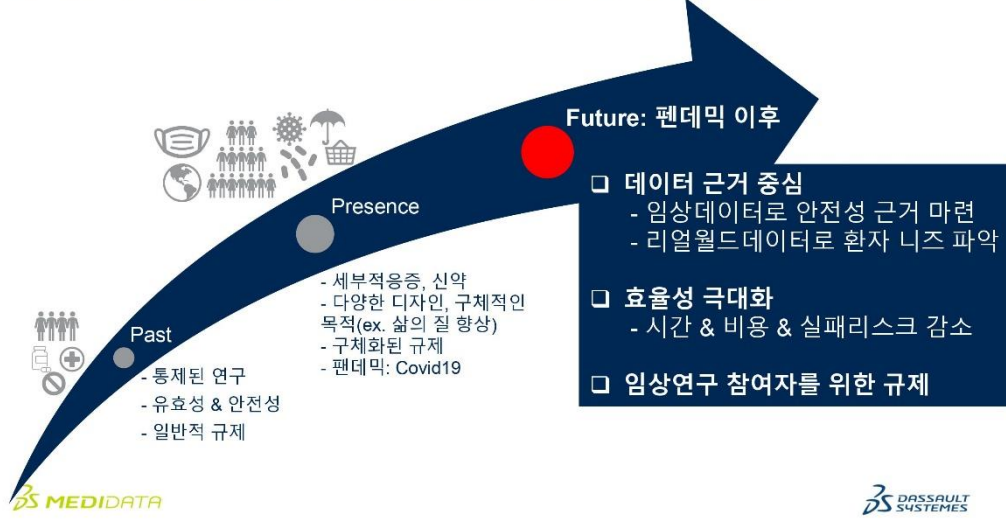 Past
- 통제된 연구
- 유효성 & 안전성
- 일반적 규제
Presence
- 세부적응증, 신약
- 다양한 디자인, 구체적인
목적(ex. 삶의 질 향상)
- 구체화된 규제
- 팬데믹: Covid19
Future: 펜데믹 이후
❑ 데이터 근거 중심
- 임상데이터로 안전성 근거 마련
- 리얼월드데이터로 환자 니즈 파악
❑ 효율성 극대화
- 시간 & 비용 & 실패리스크 감소
❑ 임상연구 참여자를 위한 규제
3DS MEDIDATA
3DS DASSAULT
SYSTEMES